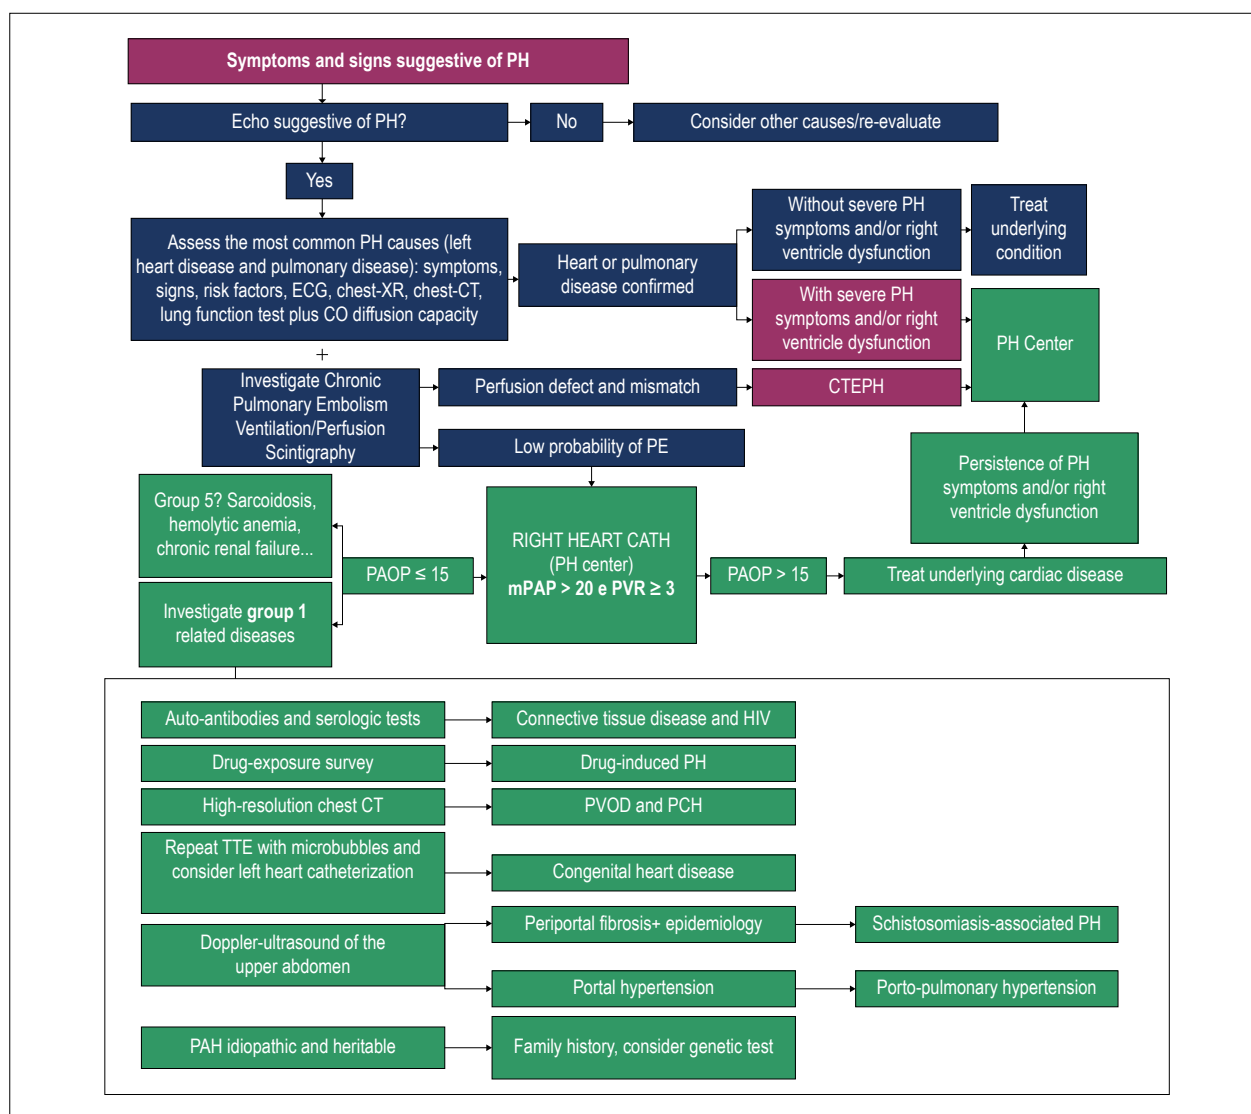 Symptoms and signs suggestive of PH
Echo suggestive of PH?
No
Consider other causes/re-evaluate
Yes
Assess the most common PH causes (left
heart disease and pulmonary disease): symptoms,
signs, risk factors, ECG, chest-XR, chest-CT,
lung function test plus CO diffusion capacity
Heart or pulmonary
disease confirmed
Without severe PH
symptoms and/or right
ventricle dysfunction
Treat
underlying
condition
With severe PH
symptoms and/or right
ventricle dysfunction
PH Center
+
Investigate Chronic
Pulmonary Embolism
Ventilation/Perfusion
Scintigraphy
Perfusion defect and mismatch
CTEPH
Low probability of PE
Persistence of PH
symptoms and/or right
ventricle dysfunction
Group 5? Sarcoidosis,
hemolytic anemia,
chronic renal failure...
Investigate group 1
related diseases
PAOP ≤ 15
RIGHT HEART CATH
(PH center)
mPAP > 20 e PVR ≥ 3
PAOP > 15
Treat underlying cardiac disease
Auto-antibodies and serologic tests
Connective tissue disease and HIV
Drug-exposure survey
Drug-induced PH
High-resolution chest CT
PVOD and PCH
Repeat TTE with microbubbles and
consider left heart catheterization
Congenital heart disease
Doppler-ultrasound of the
upper abdomen
Periportal fibrosis+ epidemiology
Schistosomiasis-associated PH
Portal hypertension
Porto-pulmonary hypertension
PAH idiopathic and heritable
Family history, consider genetic test